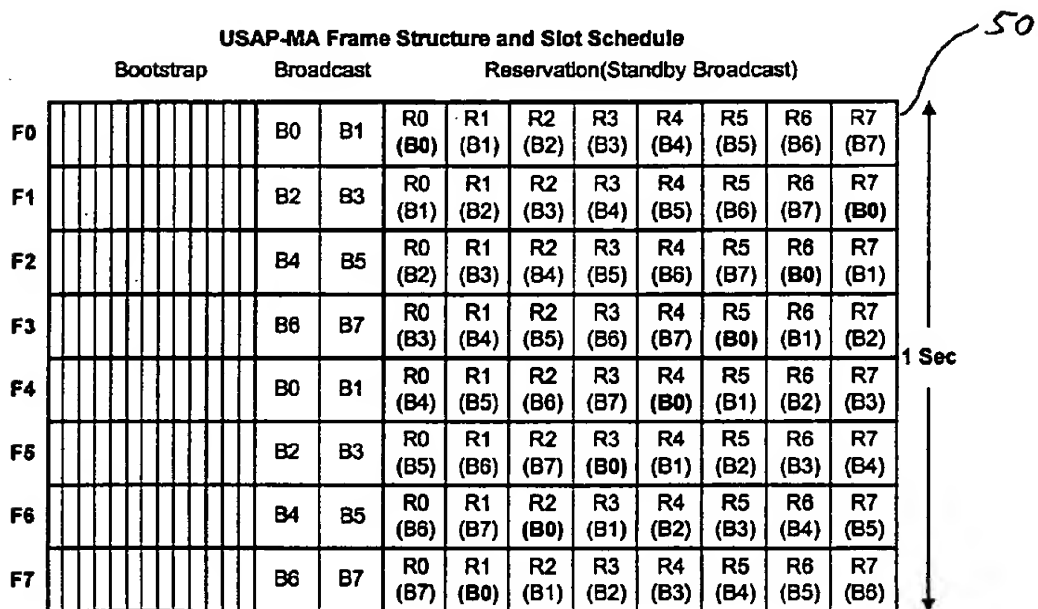 50
USAP-MA Frame Structure and Slot Schedule
Bootstrap Broadcast Reservation(Standby Broadcast)
F0 B0 B1 R0 R1 R2 R3 R4 R5 R6 R7
(B0) (B1) (B2) (B3) (B4) (B5) (B6) (B7)
F1 B2 B3 R0 R1 R2 R3 R4 R5 R6 R7
(B1) (B2) (B3) (B4) (B5) (B6) (B7) (B0)
F2 B4 B5 R0 R1 R2 R3 R4 R5 R6 R7
(B2) (B3) (B4) (B5) (B6) (B7) (B0) (B1)
F3 B6 B7 R0 R1 R2 R3 R4 R5 R6 R7
(B3) (B4) (B5) (B6) (B7) (B0) (B1) (B2)
1 Sec
F4 B0 B1 R0 R1 R2 R3 R4 R5 R6 R7
(B4) (B5) (B6) (B7) (B0) (B1) (B2) (B3)
F5 B2 B3 R0 R1 R2 R3 R4 R5 R6 R7
(B5) (B6) (B7) (B0) (B1) (B2) (B3) (B4)
F6 B4 B5 R0 R1 R2 R3 R4 R5 R6 R7
(B6) (B7) (B0) (B1) (B2) (B3) (B4) (B5)
F7 B6 B7 R0 R1 R2 R3 R4 R5 R6 R7
(B7) (B0) (B1) (B2) (B3) (B4) (B5) (B6)